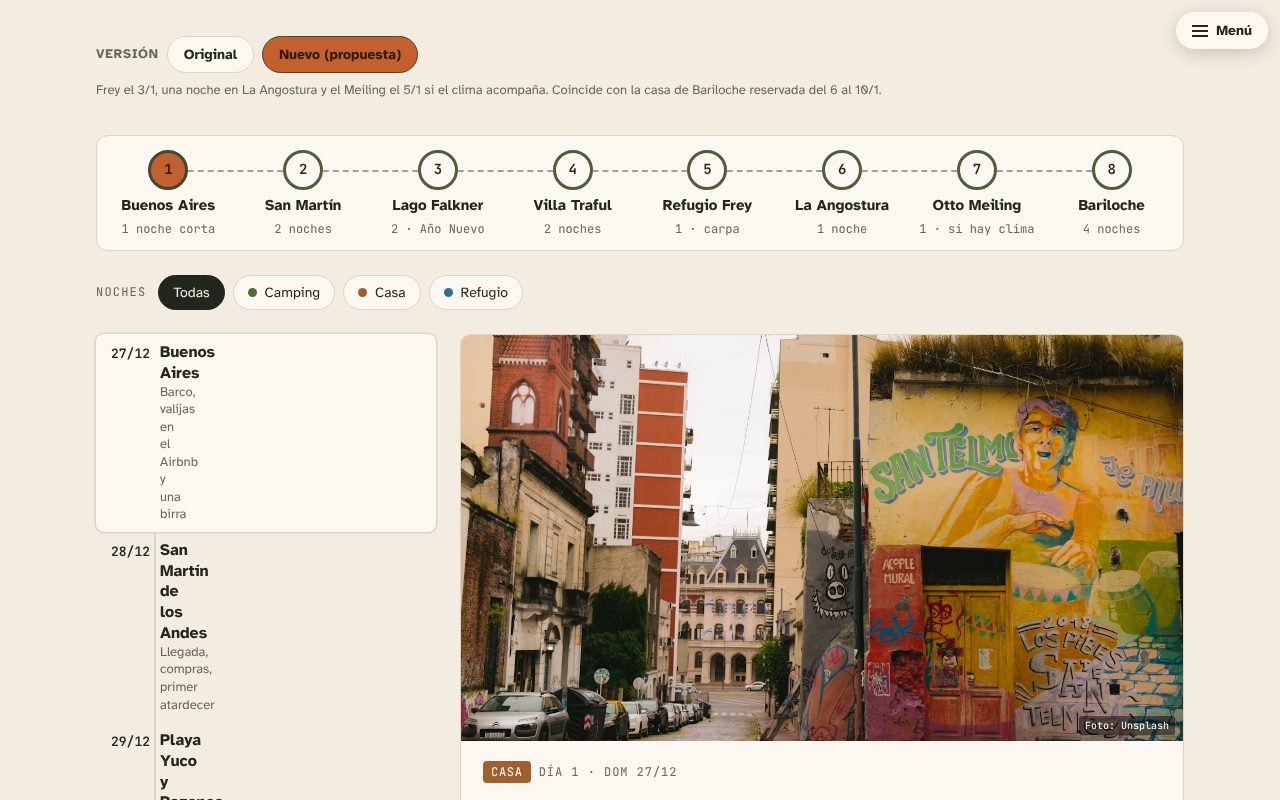 Menú
VERSIÓN Original Nuevo (propuesta)
Frey el 3/1, una noche en La Angostura y el Meiling el 5/1 si el clima acompaña. Coincide con la casa de Bariloche reservada del 6 al 10/1.
1 2 3 4 5 6 7 8
Buenos Aires San Martín Lago Falkner Villa Traful Refugio Frey La Angostura Otto Meiling Bariloche
1 noche corta 2 noches 2 · Año Nuevo 2 noches 1 · carpa 1 noche 1 · si hay clima 4 noches
NOCHES Todas Camping Casa Refugio
27/12 Buenos
Aires
Barco,
valijas
en
el
Airbnb
y
una
birra
28/12 San
Martín
de
los
Andes
Llegada,
compras,
primer
atardecer
29/12 Playa
Yuco
y
SAN TELMO
ACOPLE
MURAL
2018
LOS PIBES
DE
SAN
TELMO
Foto: Unsplash
CASA DÍA 1 · DOM 27/12